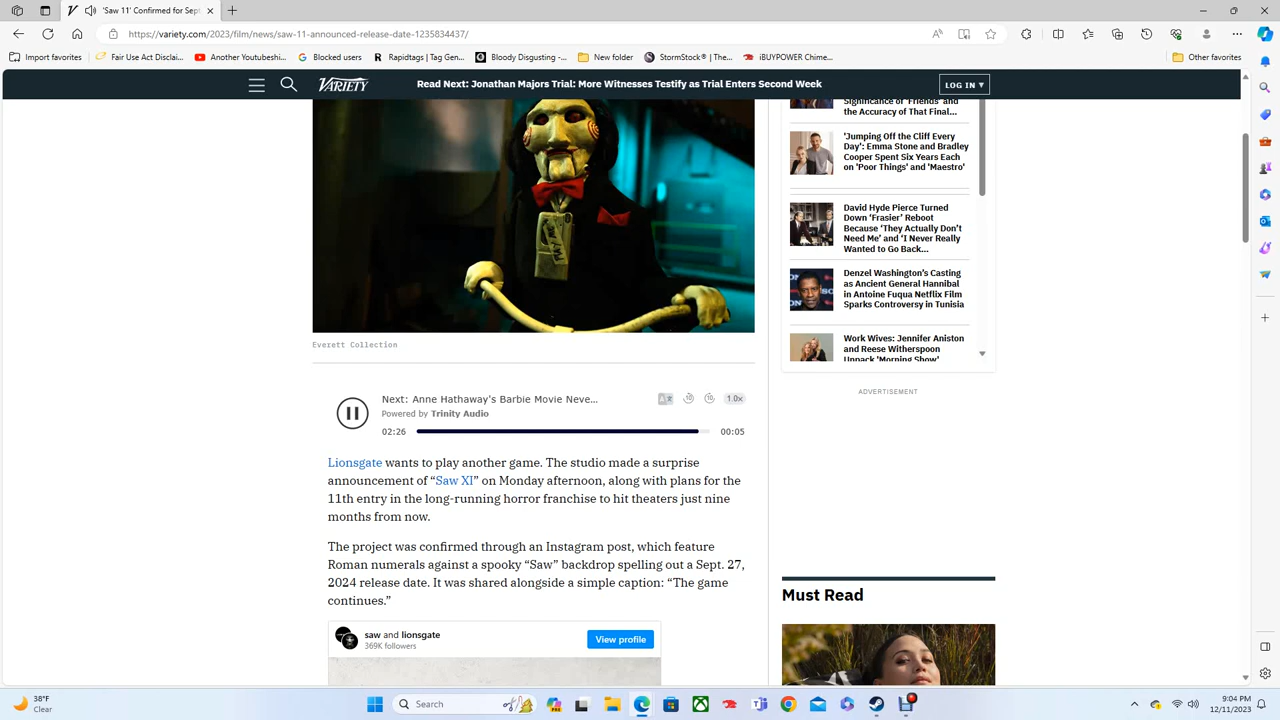 'Saw 11' Confirmed for Sept
https://variety.com/2023/film/news/saw-11-announced-release-date-1235834437/
Import favorites
Fair Use Act Disclai...
Another Youtubeshi...
Blocked users
Rapidtags | Tag Gen...
Bloody Disgusting -...
New folder
StormStock® | The...
iBUYPOWER Chime...
Other favorites
VARIETY
Read Next: Jonathan Majors Trial: More Witnesses Testify as Trial Enters Second Week
LOG IN ▾
Everett Collection
Next: Anne Hathaway's Barbie Movie Neve...
Powered by Trinity Audio
10
10
1.0x
02:26
00:05
Lionsgate wants to play another game. The studio made a surprise
announcement of “Saw XI” on Monday afternoon, along with plans for the
11th entry in the long-running horror franchise to hit theaters just nine
months from now.
The project was confirmed through an Instagram post, which feature
Roman numerals against a spooky “Saw” backdrop spelling out a Sept. 27,
2024 release date. It was shared alongside a simple caption: “The game
continues.”
saw and lionsgate
369K followers
View profile
Significance of 'Friends' and
the Accuracy of That Final...
'Jumping Off the Cliff Every
Day': Emma Stone and Bradley
Cooper Spent Six Years Each
on 'Poor Things' and 'Maestro'
David Hyde Pierce Turned
Down ‘Frasier’ Reboot
Because ‘They Actually Don’t
Need Me’ and ‘I Never Really
Wanted to Go Back...
Denzel Washington’s Casting
as Ancient General Hannibal
in Antoine Fuqua Netflix Film
Sparks Controversy in Tunisia
Work Wives: Jennifer Aniston
and Reese Witherspoon
Unpack 'Morning Show'
ADVERTISEMENT
Must Read
38°F
Clear
Search
9:04 PM
12/11/2023